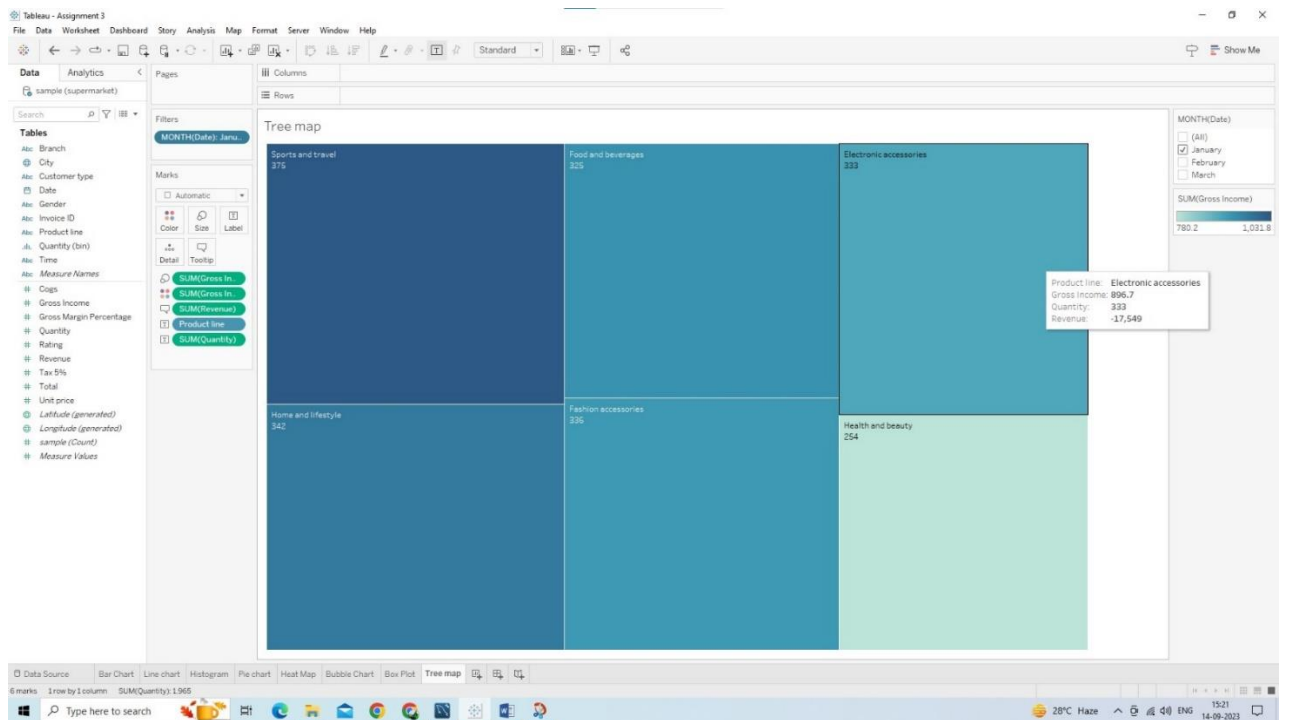 Tableau - Assignment 3
File Data Worksheet Dashboard Story Analysis Map Format Server Window Help
Standard
Show Me
Data Analytics
Pages
Columns
sample (supermarket)
Rows
Search
Tables
Abc Branch
City
Abc Customer type
Date
Abc Gender
Abc Invoice ID
Abc Product line
Quantity (bin)
Abc Time
Abc Measure Names
# Cogs
# Gross Income
# Gross Margin Percentage
# Quantity
# Rating
# Revenue
# Tax 5%
# Total
# Unit price
Latitude (generated)
Longitude (generated)
# sample (Count)
# Measure Values
Filters
MONTH(Date): Janu..
Marks
Automatic
Color Size Label
Detail Tooltip
SUM(Gross In..
SUM(Gross In..
SUM(Revenue)
Product line
SUM(Quantity)
Tree map
Sports and travel
375
Food and beverages
325
Electronic accessories
333
Home and lifestyle
342
Fashion accessories
336
Health and beauty
254
Product line: Electronic accessories
Gross Income: 896.7
Quantity: 333
Revenue: -17,549
MONTH(Date)
(All)
January
February
March
SUM(Gross Income)
780.2 1,031.8
Data Source Bar Chart Line chart Histogram Pie chart Heat Map Bubble Chart Box Plot Tree map
6 marks 1 row by 1 column SUM(Quantity): 1,965
Type here to search
28°C Haze
ENG
15:21
14-09-2023